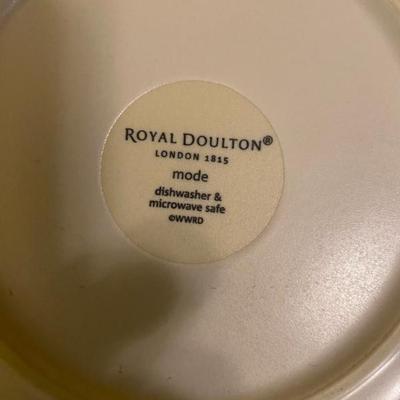 ROYAL DOULTON®
LONDON 1815
mode
dishwasher &
microwave safe
©WWRD